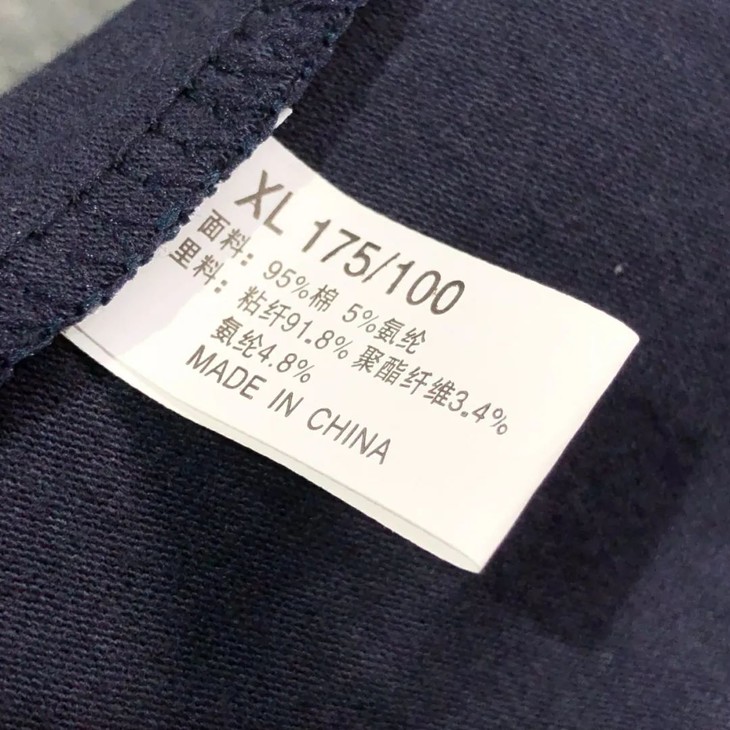 XL 175/100
面料：95%棉 5%氨纶
里料：粘纤91.8% 聚酯纤维3.4%
氨纶4.8%
MADE IN CHINA